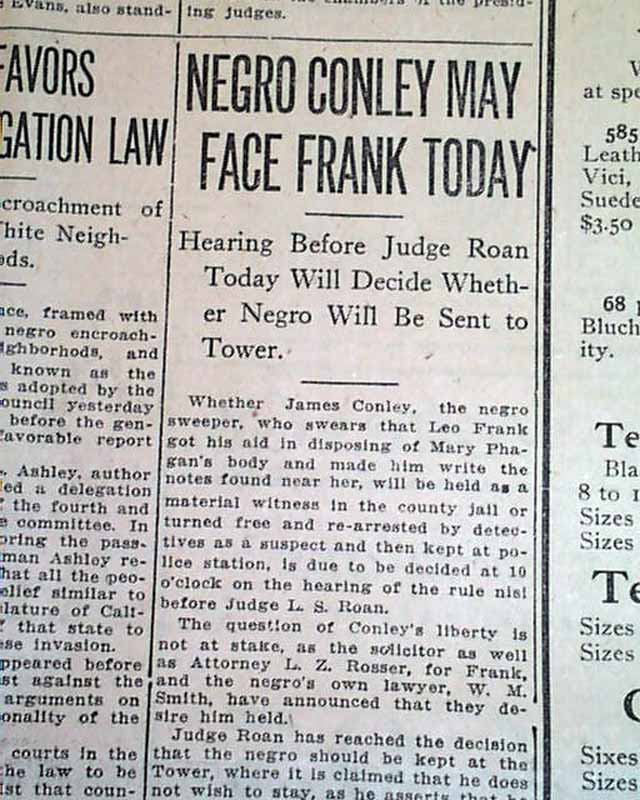 Evans, also stand-
FAVORS
GATION LAW
croachment of
hite Neigh-
ods.
nce, framed with
negro encroach-
ighborhods, and
known as the
s adopted by the
ouncil yesterday
before the gen-
favorable report
. Ashley, author
ed a delegation
the fourth and
e committee. In
oring the pass-
man Ashley re-
hat all the peo-
elief similar to
lature of Cali-
that state to
se invasion.
ppeared before
st against the
arguments on
onality of the
courts in the
he law to be
ist that coun-
ing judges.
NEGRO CONLEY MAY
FACE FRANK TODAY
Hearing Before Judge Roan
Today Will Decide Wheth-
er Negro Will Be Sent to
Tower.
Whether James Conley, the negro
sweeper, who swears that Leo Frank
got his aid in disposing of Mary Pha-
gan's body and made him write the
notes found near her, will be held as a
material witness in the county jail or
turned free and re-arrested by detec-
tives as a suspect and then kept at po-
lice station, is due to be decided at 10
o'clock on the hearing of the rule nisi
before Judge L. S. Roan.
The question of Conley's liberty is
not at stake, as the solicitor as well
as Attorney L. Z. Rosser, for Frank,
and the negro's own lawyer, W. M.
Smith, have announced that they de-
sire him held.
Judge Roan has reached the decision
that the negro should be kept at the
Tower, where it is claimed that he does
not wish to stay, as he asserts that
at spe
585
Leath
Vici,
Suede
$3.50
68
Bluch
ity.
Te
Bla
8 to 1
Sizes
Sizes
Te
Sizes
Sizes
Sixes
Sizes